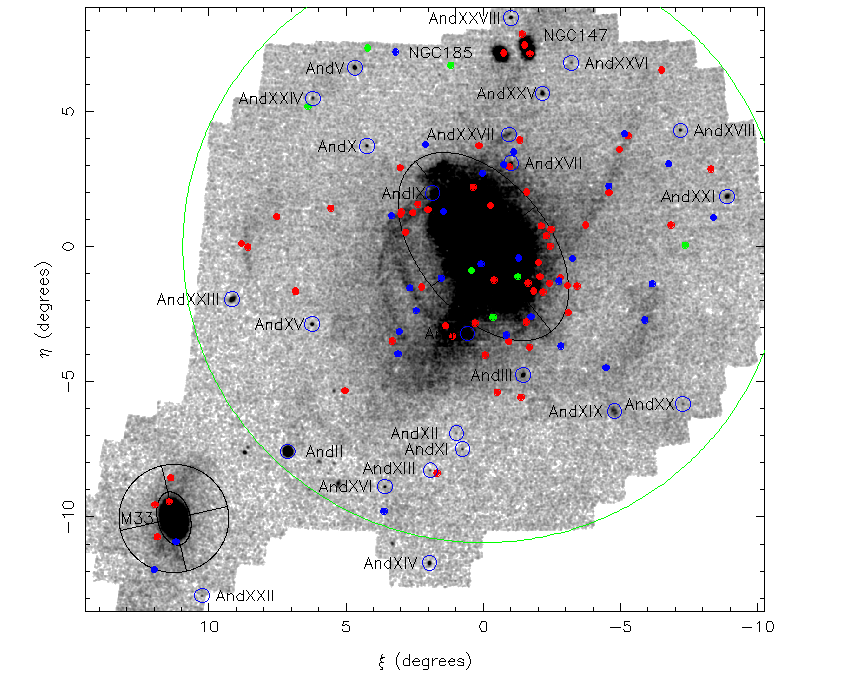 AndXXVIII
NGC147
NGC185
AndV
AndXXVI
AndXXIV
AndXXV
5
AndXXVII
AndXVIII
AndX
AndXVII
AndIX
AndXXI
0
AndXXIII
AndXV
η (degrees)
−5
AndIII
AndXIX
AndXX
AndXII
AndXI
AndII
AndXIII
AndXVI
−10
M33
AndXIV
AndXXII
10
5
0
−5
−10
ξ (degrees)